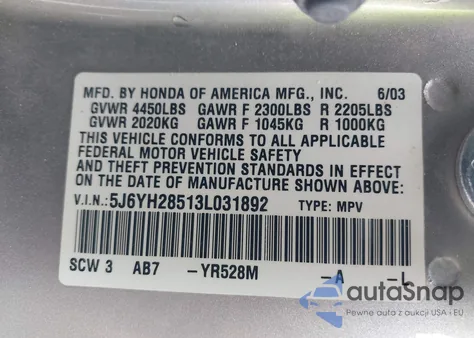 MFD. BY HONDA OF AMERICA MFG., INC. 6/03
GVWR 4450LBS GAWR F 2300LBS R 2205LBS
GVWR 2020KG GAWR F 1045KG R 1000KG
THIS VEHICLE CONFORMS TO ALL APPLICABLE
FEDERAL MOTOR VEHICLE SAFETY
AND THEFT PREVENTION STANDARDS IN EFFECT
ON THE DATE OF MANUFACTURE SHOWN ABOVE.
V.I.N.: 5J6YH28513L031892 TYPE: MPV
SCW 3 AB7 -YR528M -A -L
autoSnap
Pewne auta z aukcji USA i EU